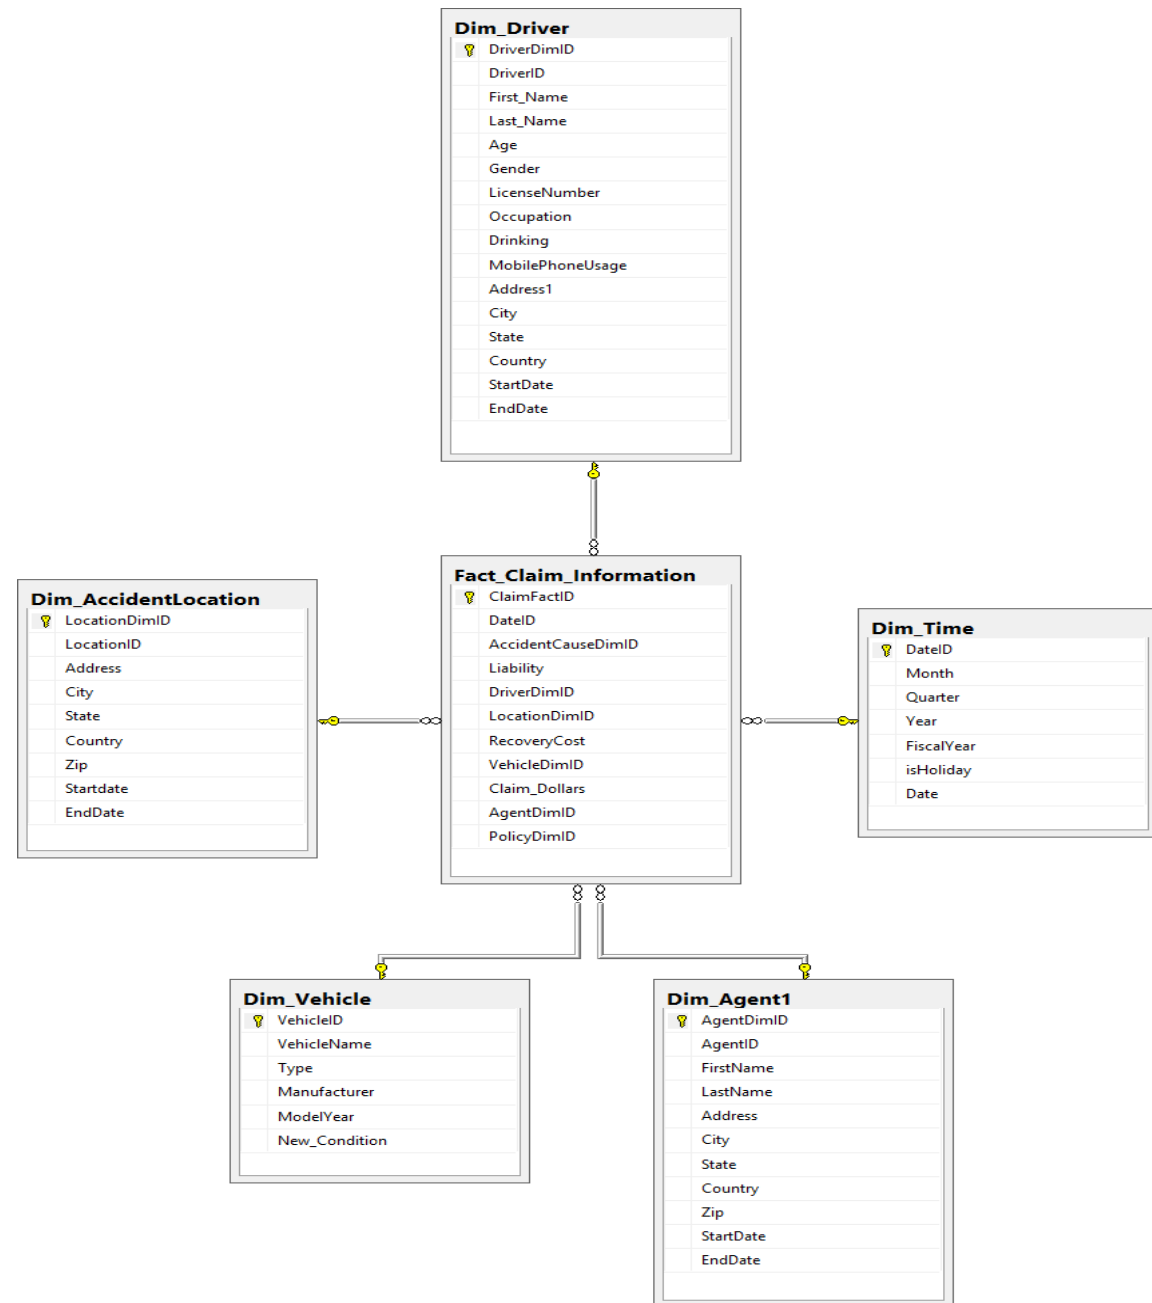 Dim_Driver
DriverDimID
DriverID
First_Name
Last_Name
Age
Gender
LicenseNumber
Occupation
Drinking
MobilePhoneUsage
Address1
City
State
Country
StartDate
EndDate
Fact_Claim_Information
ClaimFactID
DateID
AccidentCauseDimID
Liability
DriverDimID
LocationDimID
RecoveryCost
VehicleDimID
Claim_Dollars
AgentDimID
PolicyDimID
Dim_AccidentLocation
LocationDimID
LocationID
Address
City
State
Country
Zip
Startdate
EndDate
Dim_Time
DateID
Month
Quarter
Year
FiscalYear
isHoliday
Date
Dim_Vehicle
VehicleID
VehicleName
Type
Manufacturer
ModelYear
New_Condition
Dim_Agent1
AgentDimID
AgentID
FirstName
LastName
Address
City
State
Country
Zip
StartDate
EndDate